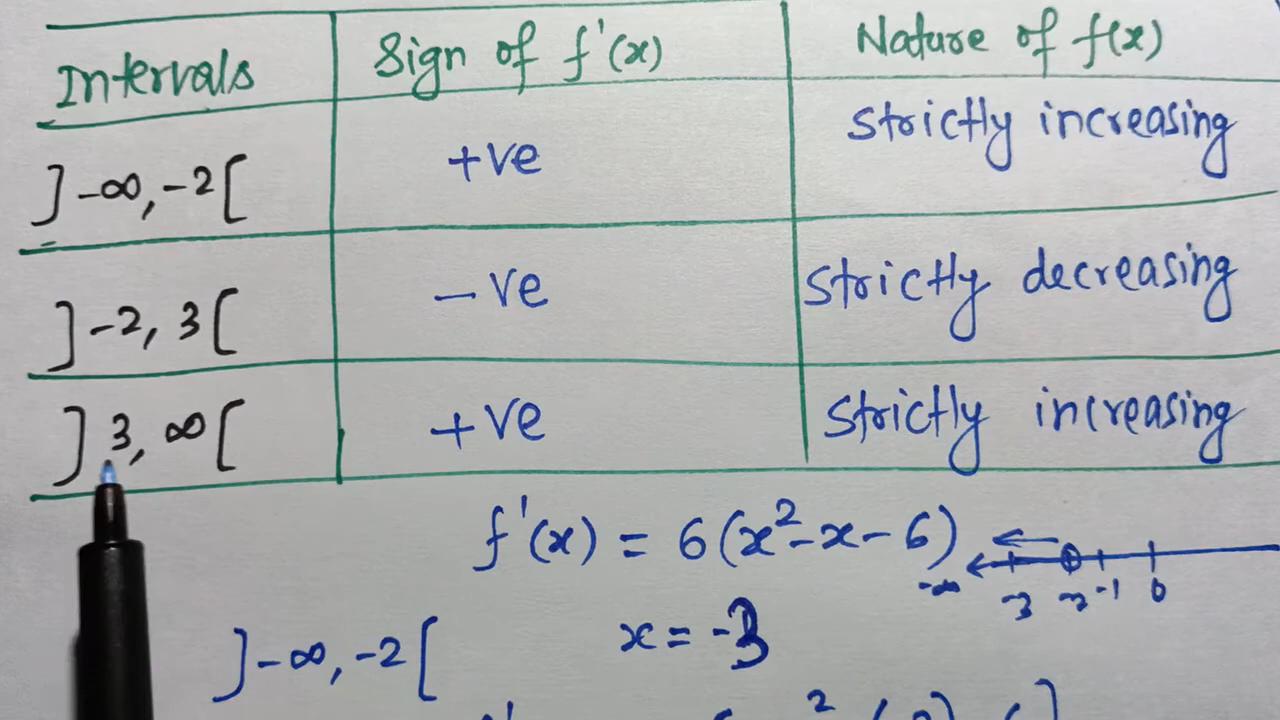 Intervals Sign of f'(x) Nature of f(x)
]-∞, -2[ +ve Strictly increasing
]-2, 3[ -ve Strictly decreasing
]3, ∞[ +ve Strictly increasing
f'(x) = 6(x²-x-6)
-∞ -3 -2 -1 0
]-∞, -2[ x = -3